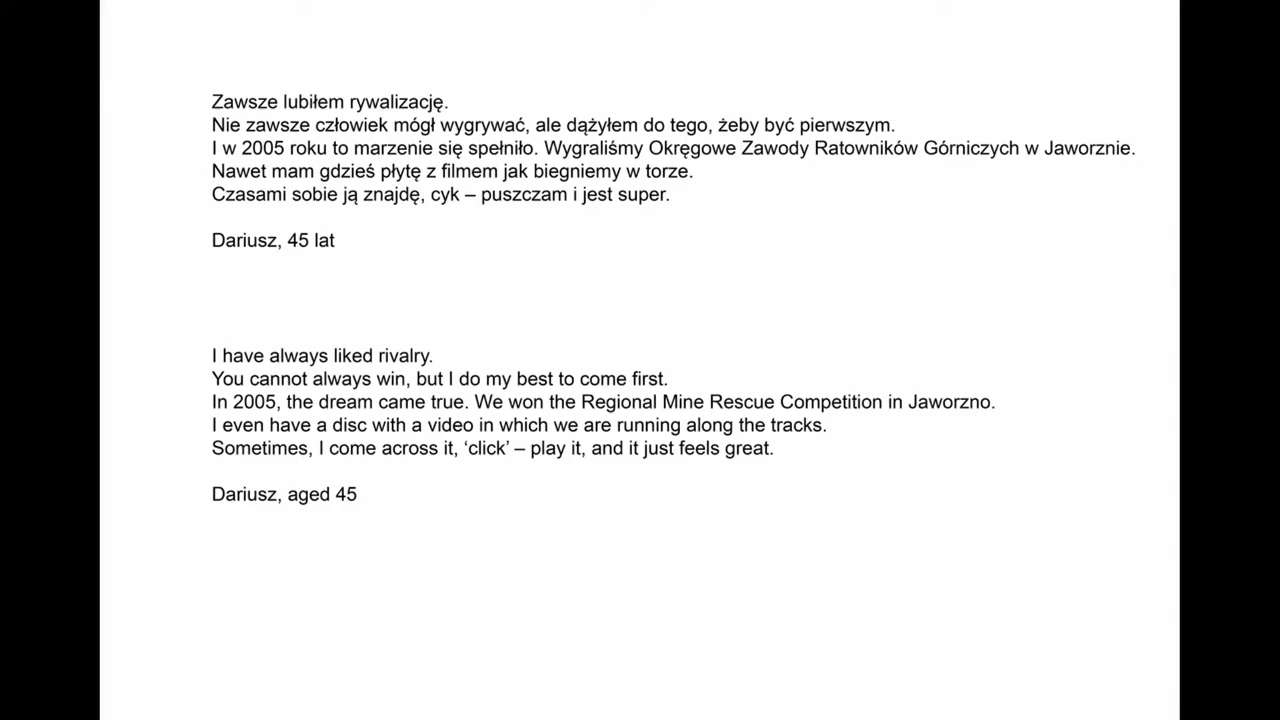 Zawsze lubiłem rywalizację.
Nie zawsze człowiek mógł wygrywać, ale dążyłem do tego, żeby być pierwszym.
I w 2005 roku to marzenie się spełniło. Wygraliśmy Okręgowe Zawody Ratowników Górniczych w Jaworznie.
Nawet mam gdzieś płytę z filmem jak biegniemy w torze.
Czasami sobie ją znajdę, cyk – puszczam i jest super.
Dariusz, 45 lat
I have always liked rivalry.
You cannot always win, but I do my best to come first.
In 2005, the dream came true. We won the Regional Mine Rescue Competition in Jaworzno.
I even have a disc with a video in which we are running along the tracks.
Sometimes, I come across it, ‘click’ – play it, and it just feels great.
Dariusz, aged 45